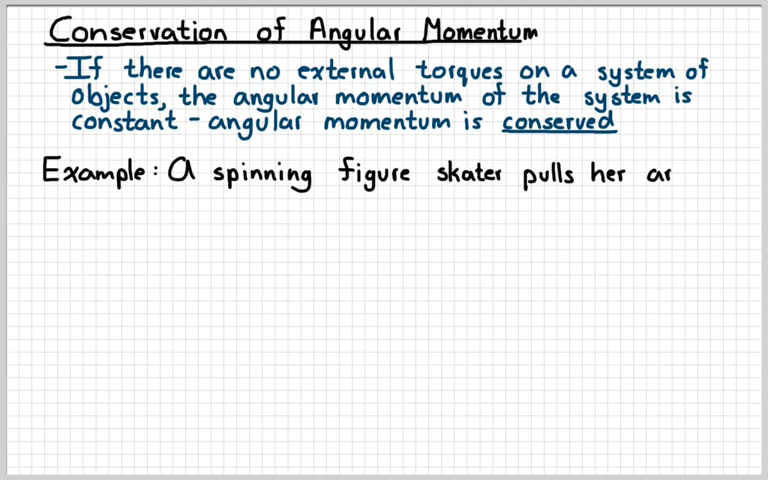 Conservation of Angular Momentum
-If there are no external torques on a system of
objects, the angular momentum of the system is
constant - angular momentum is conserved
Example: A spinning figure skater pulls her ar